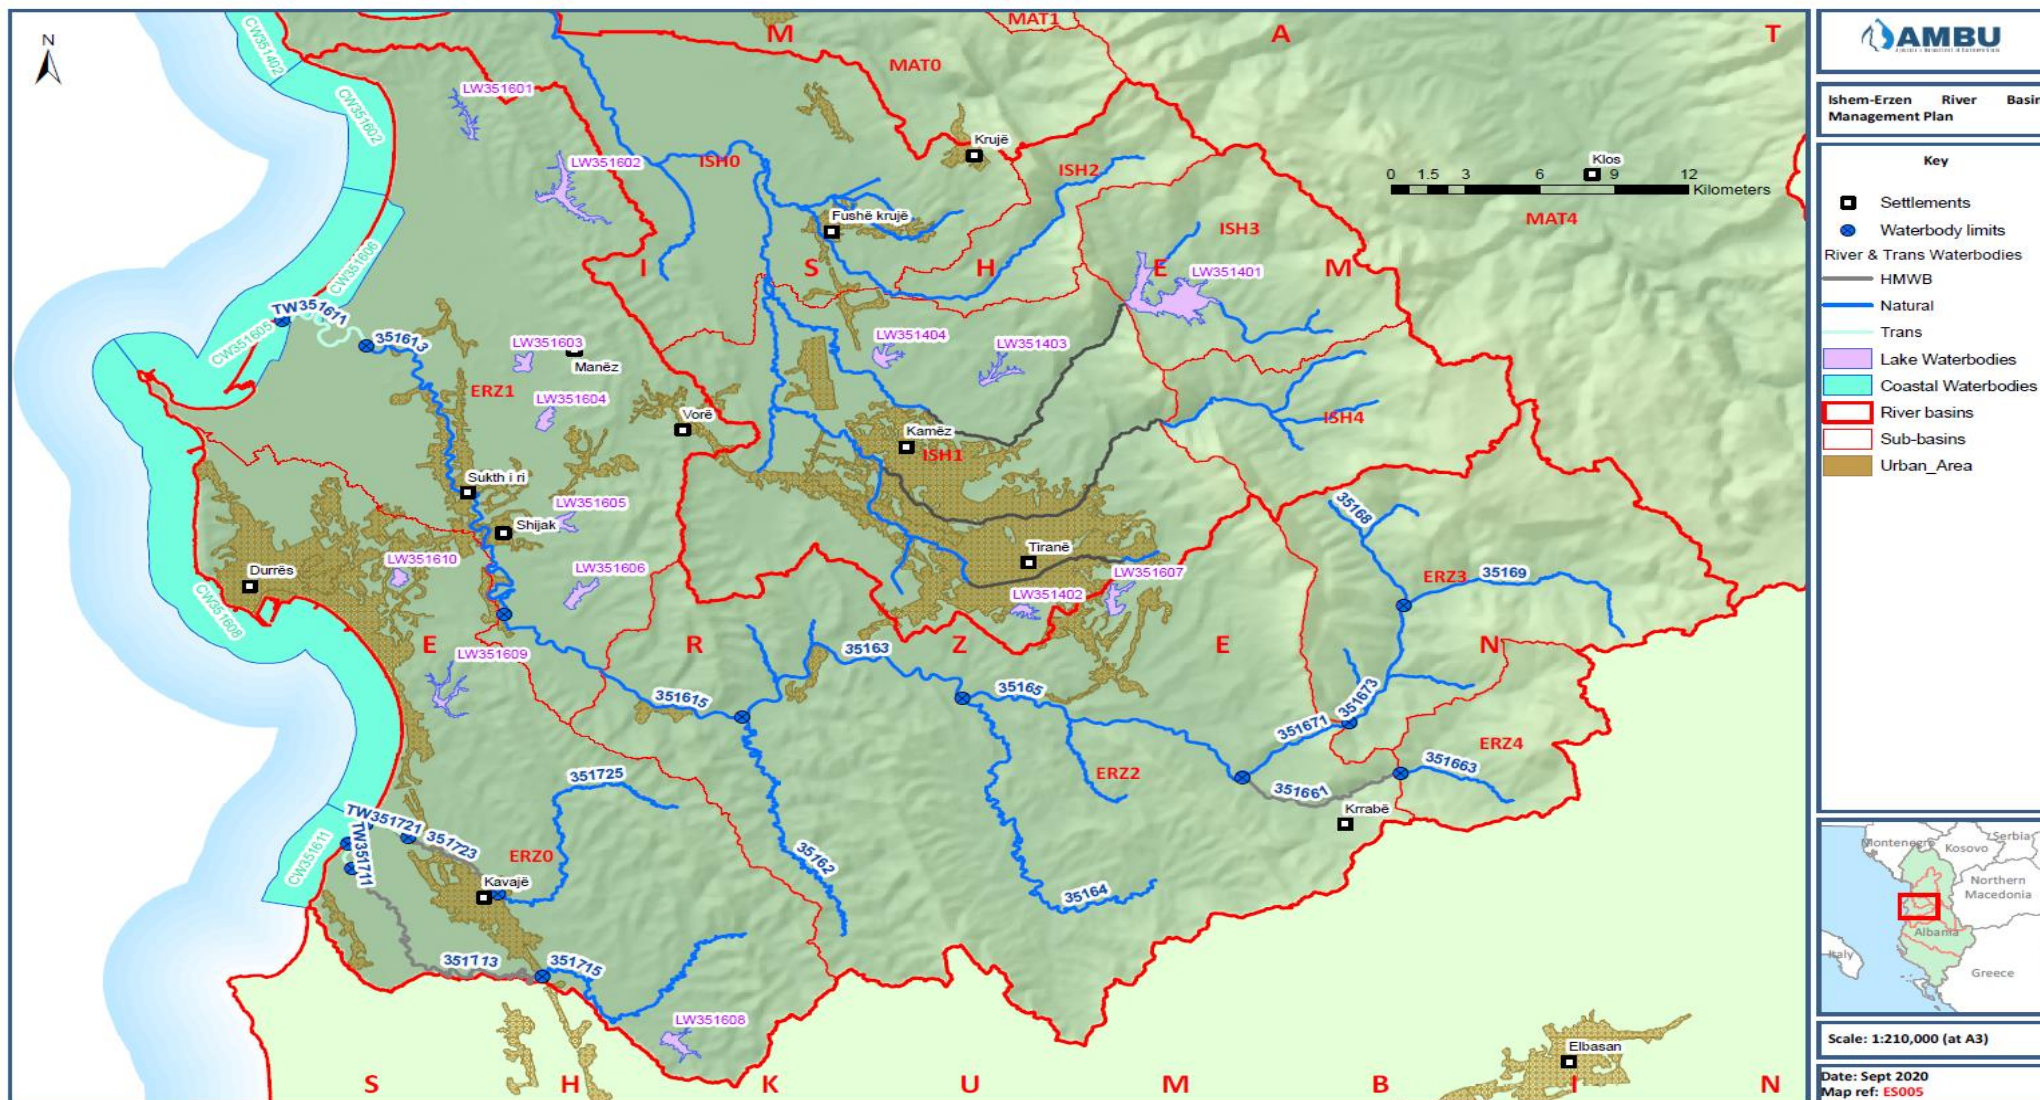 N
M
MAT1
A
T
MAT0
CW351402
LW351601
CW351602
Krujë
LW351602
ISH0
ISH2
Klos
0 1.5 3 6 9 12
Kilometers
MAT4
Fushë krujë
ISH3
I S H E M
LW351401
CW351606
TW351611
CW351605
351613
LW351603
Manëz
LW351404
LW351403
ERZ1
LW351604
Vorë
Kamëz
ISH1
ISH4
Sukth i ri
LW351605
Shijak
35168
Tiranë
LW351610
LW351606
LW351607
ERZ3
35169
Durrës
LW351402
CW351608
E R Z E N
LW351609
35163
351615
35165
351673
351671
ERZ4
351725
ERZ2
351663
351661
Krrabë
TW351721
351723
TW351711
CW351611
ERZ0
35162
Kavajë
35164
351713
351715
LW351608
Elbasan
S H K U M B I N
AMBU
Ishem-Erzen River Basin
Management Plan
Key
Settlements
Waterbody limits
River & Trans Waterbodies
HMWB
Natural
Trans
Lake Waterbodies
Coastal Waterbodies
River basins
Sub-basins
Urban_Area
Montenegro
Serbia
Kosovo
Northern
Macedonia
Albania
Italy
Greece
Scale: 1:210,000 (at A3)
Date: Sept 2020
Map ref: ES005